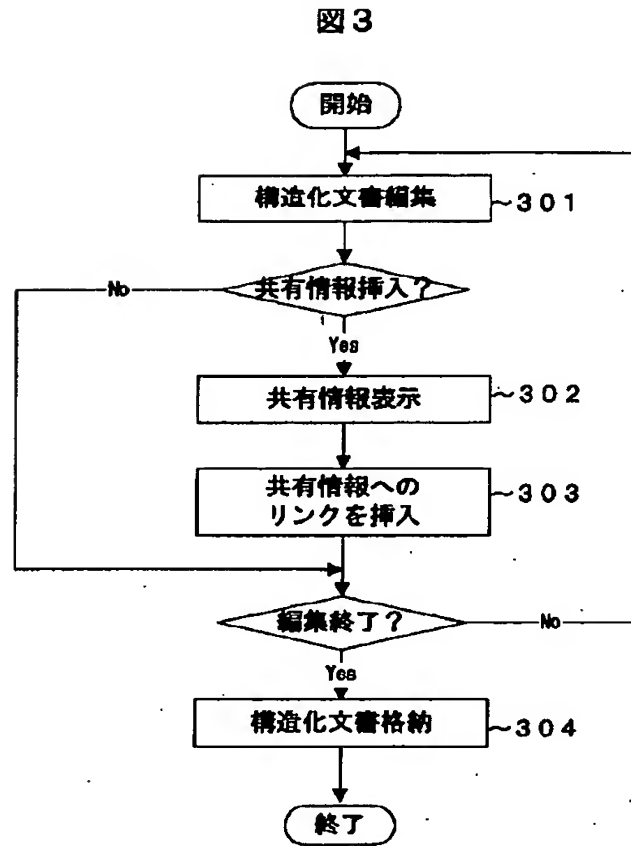 図3
開始
構造化文書編集
~301
共有情報挿入?
No
Yes
共有情報表示
~302
共有情報への
リンクを挿入
~303
編集終了?
No
Yes
構造化文書格納
~304
終了